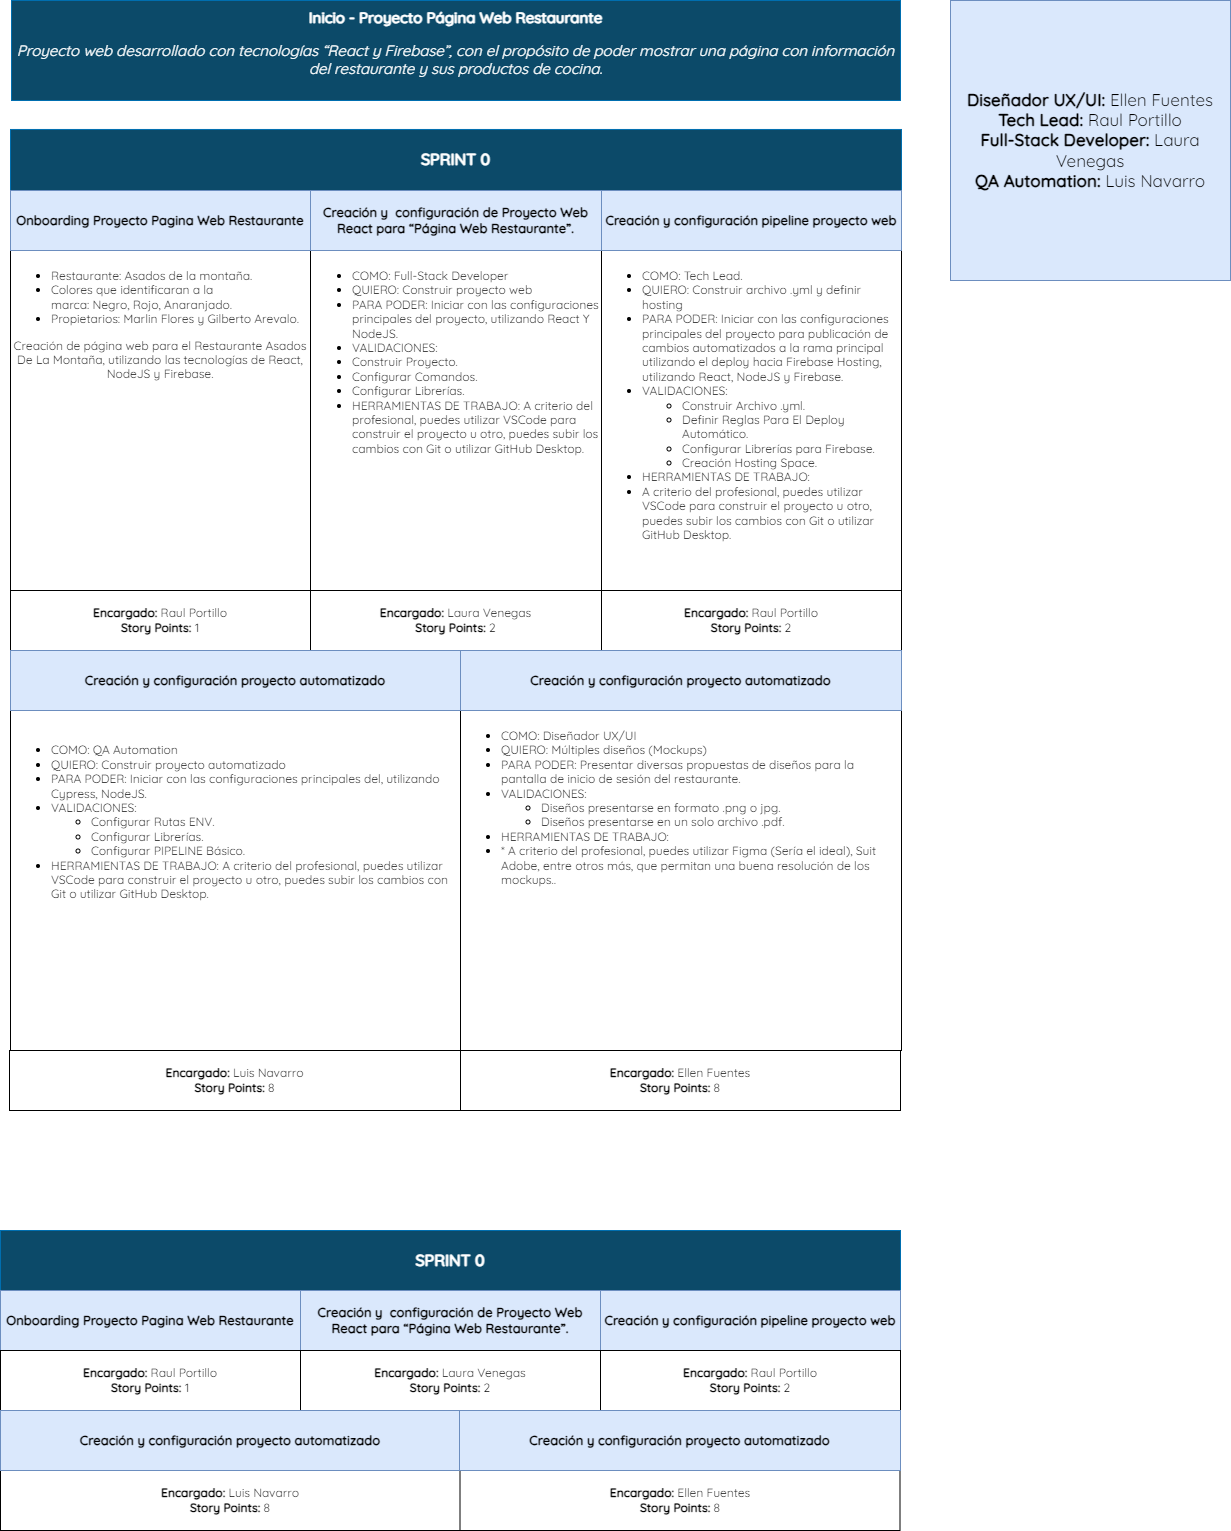 Inicio - Proyecto Página Web Restaurante
Proyecto web desarrollado con tecnologías “React y Firebase”, con el propósito de poder mostrar una página con información
del restaurante y sus productos de cocina.
Diseñador UX/UI: Ellen Fuentes
Tech Lead: Raul Portillo
Full-Stack Developer: Laura
Venegas
QA Automation: Luis Navarro
SPRINT 0
Onboarding Proyecto Pagina Web Restaurante
Creación y  configuración de Proyecto Web
React para “Página Web Restaurante”.
Creación y configuración pipeline proyecto web
• Restaurante: Asados de la montaña.
• Colores que identificaran a la
marca: Negro, Rojo, Anaranjado.
• Propietarios: Marlin Flores y Gilberto Arevalo.
Creación de página web para el Restaurante Asados
De La Montaña, utilizando las tecnologías de React,
NodeJS y Firebase.
• COMO: Full-Stack Developer
• QUIERO: Construir proyecto web
• PARA PODER: Iniciar con las configuraciones
principales del proyecto, utilizando React Y
NodeJS.
• VALIDACIONES:
• Construir Proyecto.
• Configurar Comandos.
• Configurar Librerías.
• HERRAMIENTAS DE TRABAJO: A criterio del
profesional, puedes utilizar VSCode para
construir el proyecto u otro, puedes subir los
cambios con Git o utilizar GitHub Desktop.
• COMO: Tech Lead.
• QUIERO: Construir archivo .yml y definir
hosting
• PARA PODER: Iniciar con las configuraciones
principales del proyecto para publicación de
cambios automatizados a la rama principal
utilizando el deploy hacia Firebase Hosting,
utilizando React, NodeJS y Firebase.
• VALIDACIONES:
◦ Construir Archivo .yml.
◦ Definir Reglas Para El Deploy
Automático.
◦ Configurar Librerías para Firebase.
◦ Creación Hosting Space.
• HERRAMIENTAS DE TRABAJO:
• A criterio del profesional, puedes utilizar
VSCode para construir el proyecto u otro,
puedes subir los cambios con Git o utilizar
GitHub Desktop.
Encargado: Raul Portillo
Story Points: 1
Encargado: Laura Venegas
Story Points: 2
Encargado: Raul Portillo
Story Points: 2
Creación y configuración proyecto automatizado
Creación y configuración proyecto automatizado
• COMO: QA Automation
• QUIERO: Construir proyecto automatizado
• PARA PODER: Iniciar con las configuraciones principales del, utilizando
Cypress, NodeJS.
• VALIDACIONES:
◦ Configurar Rutas ENV.
◦ Configurar Librerías.
◦ Configurar PIPELINE Básico.
• HERRAMIENTAS DE TRABAJO: A criterio del profesional, puedes utilizar
VSCode para construir el proyecto u otro, puedes subir los cambios con
Git o utilizar GitHub Desktop.
• COMO: Diseñador UX/UI
• QUIERO: Múltiples diseños (Mockups)
• PARA PODER: Presentar diversas propuestas de diseños para la
pantalla de inicio de sesión del restaurante.
• VALIDACIONES:
◦ Diseños presentarse en formato .png o jpg.
◦ Diseños presentarse en un solo archivo .pdf.
• HERRAMIENTAS DE TRABAJO:
• * A criterio del profesional, puedes utilizar Figma (Sería el ideal), Suit
Adobe, entre otros más, que permitan una buena resolución de los
mockups..
Encargado: Luis Navarro
Story Points: 8
Encargado: Ellen Fuentes
Story Points: 8
SPRINT 0
Onboarding Proyecto Pagina Web Restaurante
Creación y  configuración de Proyecto Web
React para “Página Web Restaurante”.
Creación y configuración pipeline proyecto web
Encargado: Raul Portillo
Story Points: 1
Encargado: Laura Venegas
Story Points: 2
Encargado: Raul Portillo
Story Points: 2
Creación y configuración proyecto automatizado
Creación y configuración proyecto automatizado
Encargado: Luis Navarro
Story Points: 8
Encargado: Ellen Fuentes
Story Points: 8